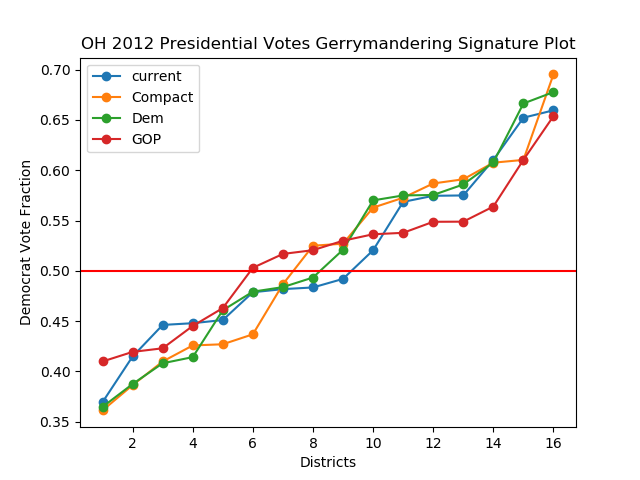 OH 2012 Presidential Votes Gerrymandering Signature Plot
current
Compact
Dem
GOP
Democrat Vote Fraction
0.70
0.65
0.60
0.55
0.50
0.45
0.40
0.35
2 4 6 8 10 12 14 16
Districts